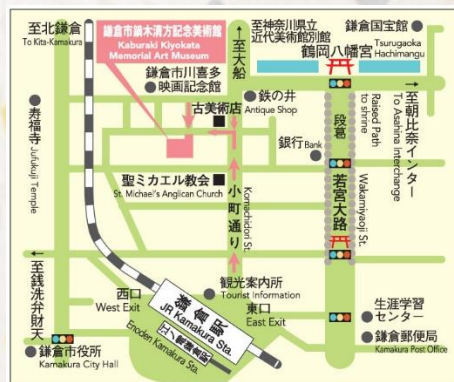 至北鎌倉
To Kita-Kamakura
鎌倉市鏑木清方記念美術館
Kaburaki Kiyokata
Memorial Art Museum
至大船
至神奈川県立
近代美術館別館
鎌倉国宝館
鶴岡八幡宮
Tsurugaoka
Hachimangu
鎌倉市川喜多
映画記念館
鉄の井
古美術店
Antique Shop
段葛
Raised Path
to shrine
至朝比奈インター
To Asahina Interchange
寿福寺
Jufukuji Temple
銀行 Bank
聖ミカエル教会
St. Michael's Anglican Church
小町通り
Komachidori St.
若宮大路
Wakamiyaoji St.
至銭洗弁財天
西口
West Exit
鎌倉駅
JR Kamakura Sta.
江ノ電鎌倉駅
Enoden Kamakura Sta.
観光案内所
Tourist Information
東口
East Exit
生涯学習
センター
鎌倉郵便局
Kamakura Post Office
鎌倉市役所
Kamakura City Hall